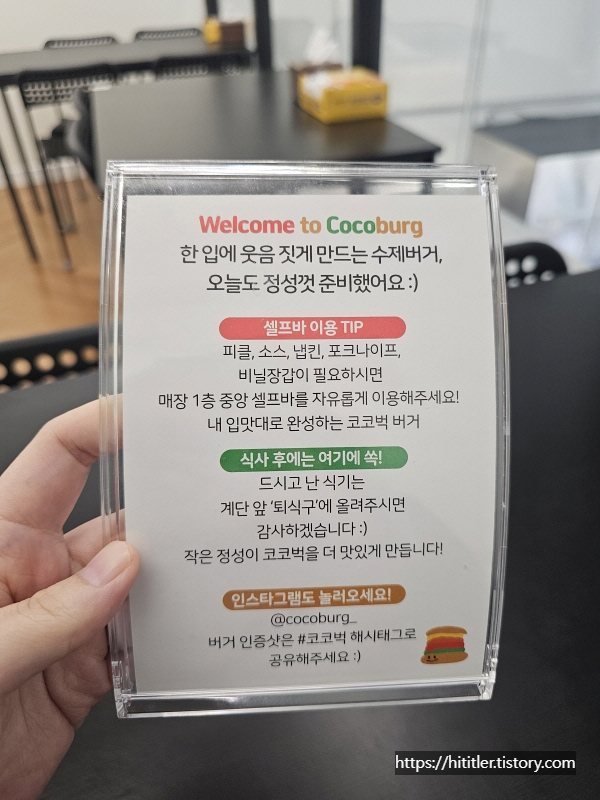 Welcome to Cocoburg
한 입에 웃음 짓게 만드는 수제버거,
오늘도 정성껏 준비했어요 :)
셀프바 이용 TIP
피클, 소스, 냅킨, 포크나이프,
비닐장갑이 필요하시면
매장 1층 중앙 셀프바를 자유롭게 이용해주세요!
내 입맛대로 완성하는 코코벅 버거
식사 후에는 여기에 쏙!
드시고 난 식기는
계단 앞 '퇴식구'에 올려주시면
감사하겠습니다 :)
작은 정성이 코코벅을 더 맛있게 만듭니다!
인스타그램도 놀러오세요!
@cocoburg_
버거 인증샷은 #코코벅 해시태그로
공유해주세요 :)
https://hititler.tistory.com